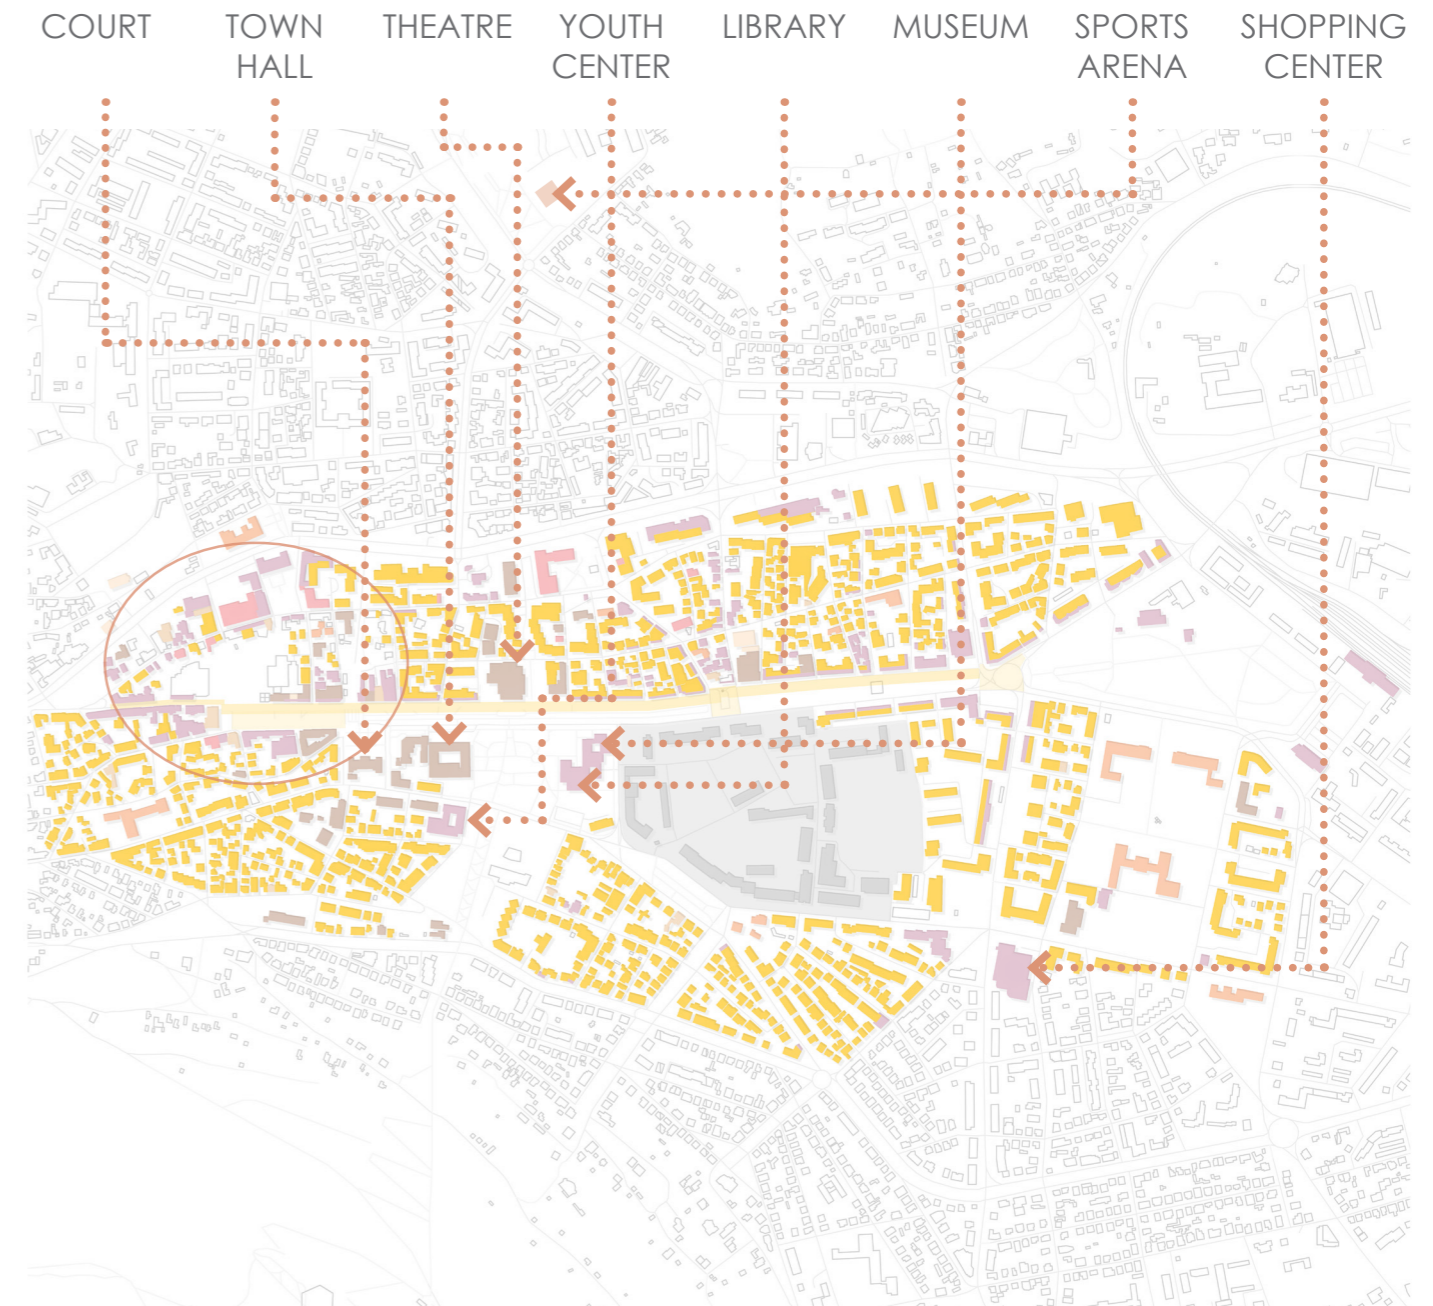 COURT
TOWN
HALL
THEATRE
YOUTH
CENTER
LIBRARY
MUSEUM
SPORTS
ARENA
SHOPPING
CENTER